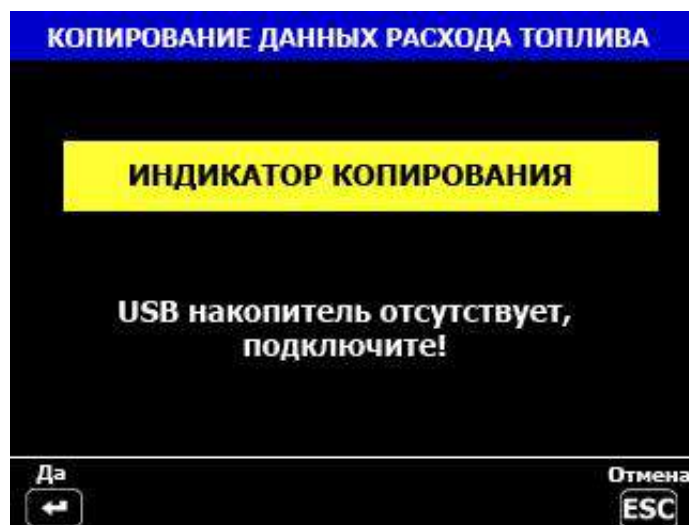 КОПИРОВАНИЕ ДАННЫХ РАСХОДА ТОПЛИВА
ИНДИКАТОР КОПИРОВАНИЯ
USB накопитель отсутствует,
подключите!
Да
Отмена
ESC